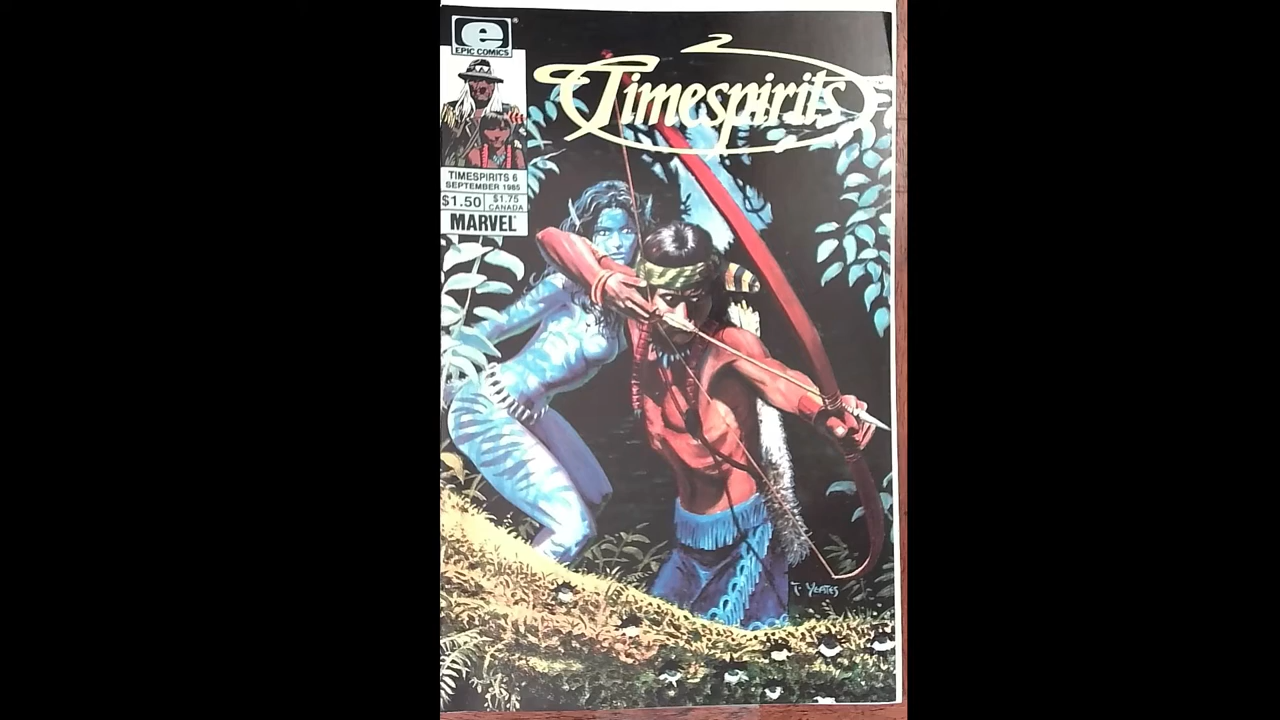 e
®
EPIC COMICS
Timespirits
TIMESPIRITS 6
SEPTEMBER 1985
$1.50
$1.75
CANADA
MARVEL
T. YEATES